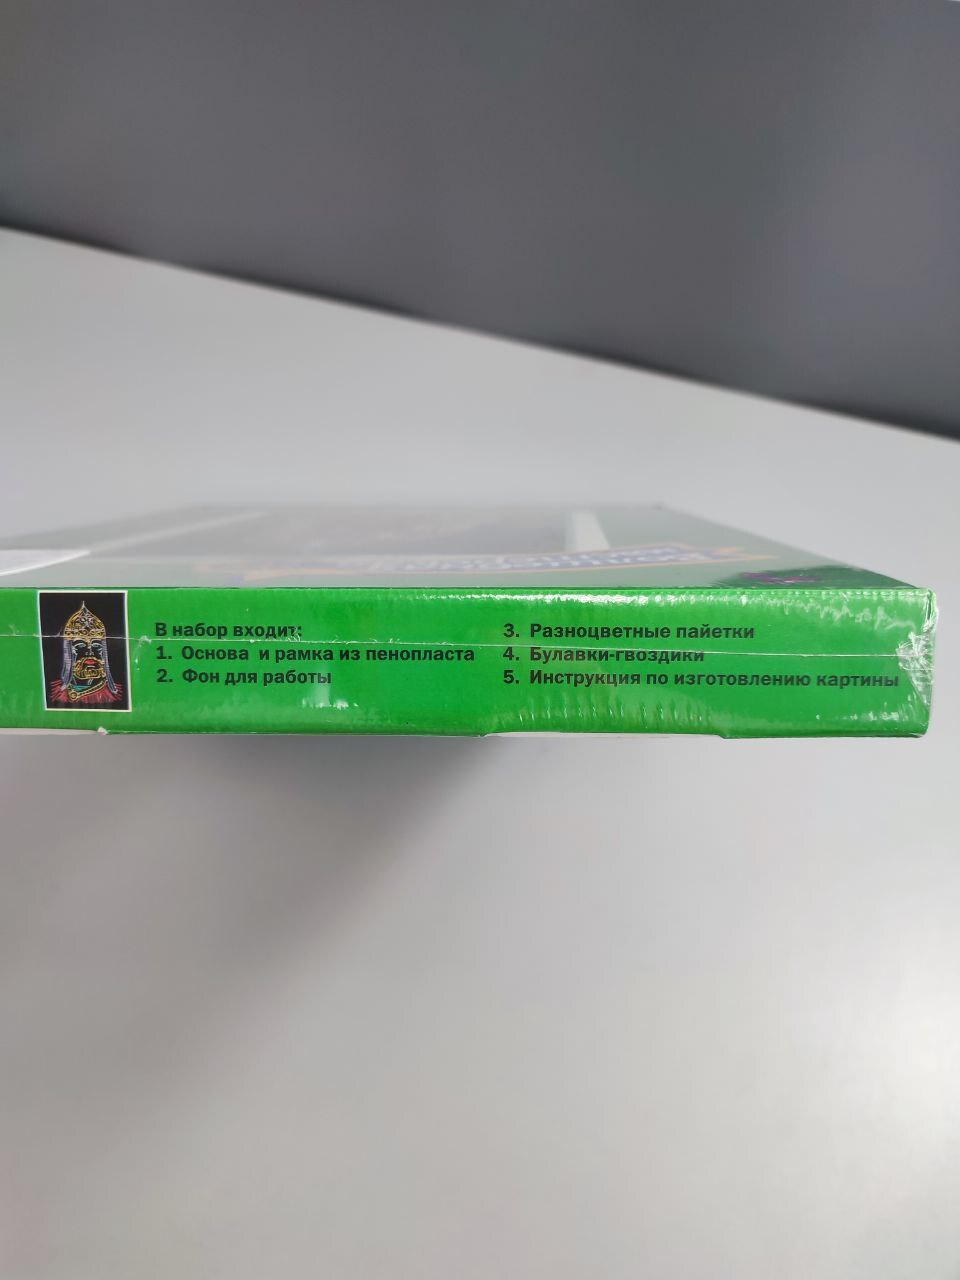 В набор входит:
1. Основа и рамка из пенопласта
2. Фон для работы
3. Разноцветные пайетки
4. Булавки-гвоздики
5. Инструкция по изготовлению картины